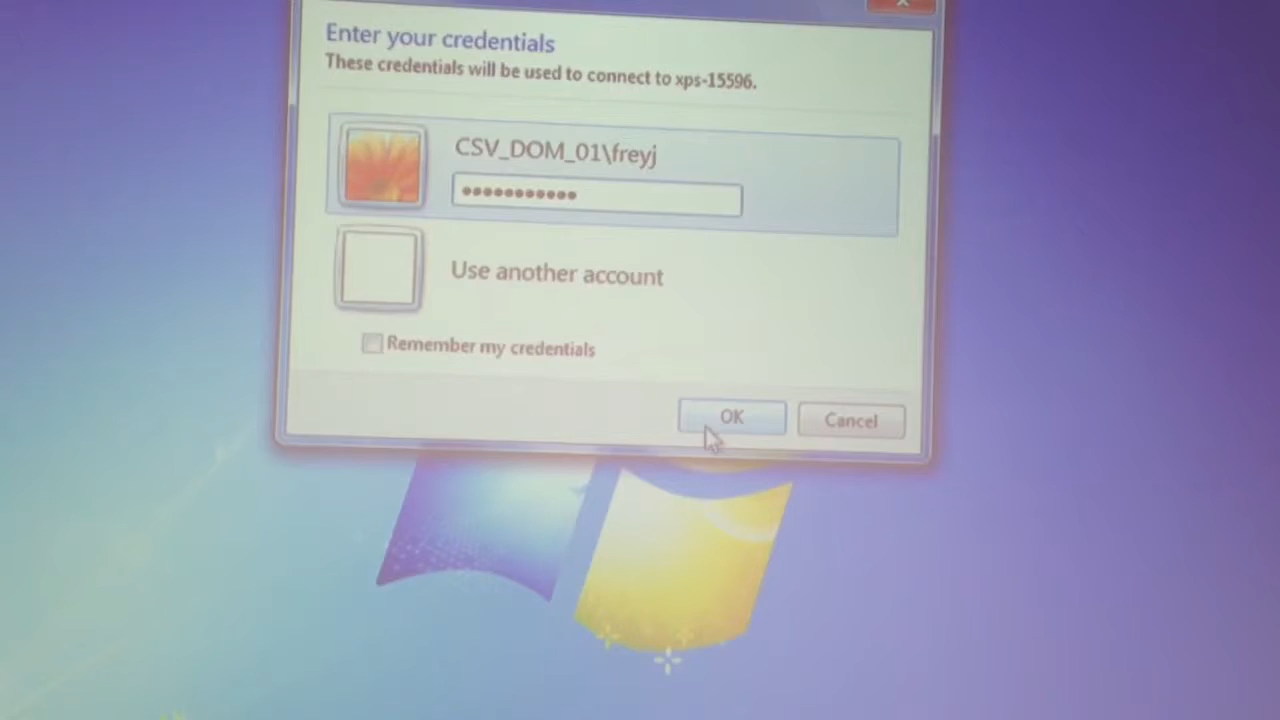 Enter your credentials
These credentials will be used to connect to xps-15596.
CSV_DOM_01\freyj
•••••••••••
Use another account
Remember my credentials
OK
Cancel